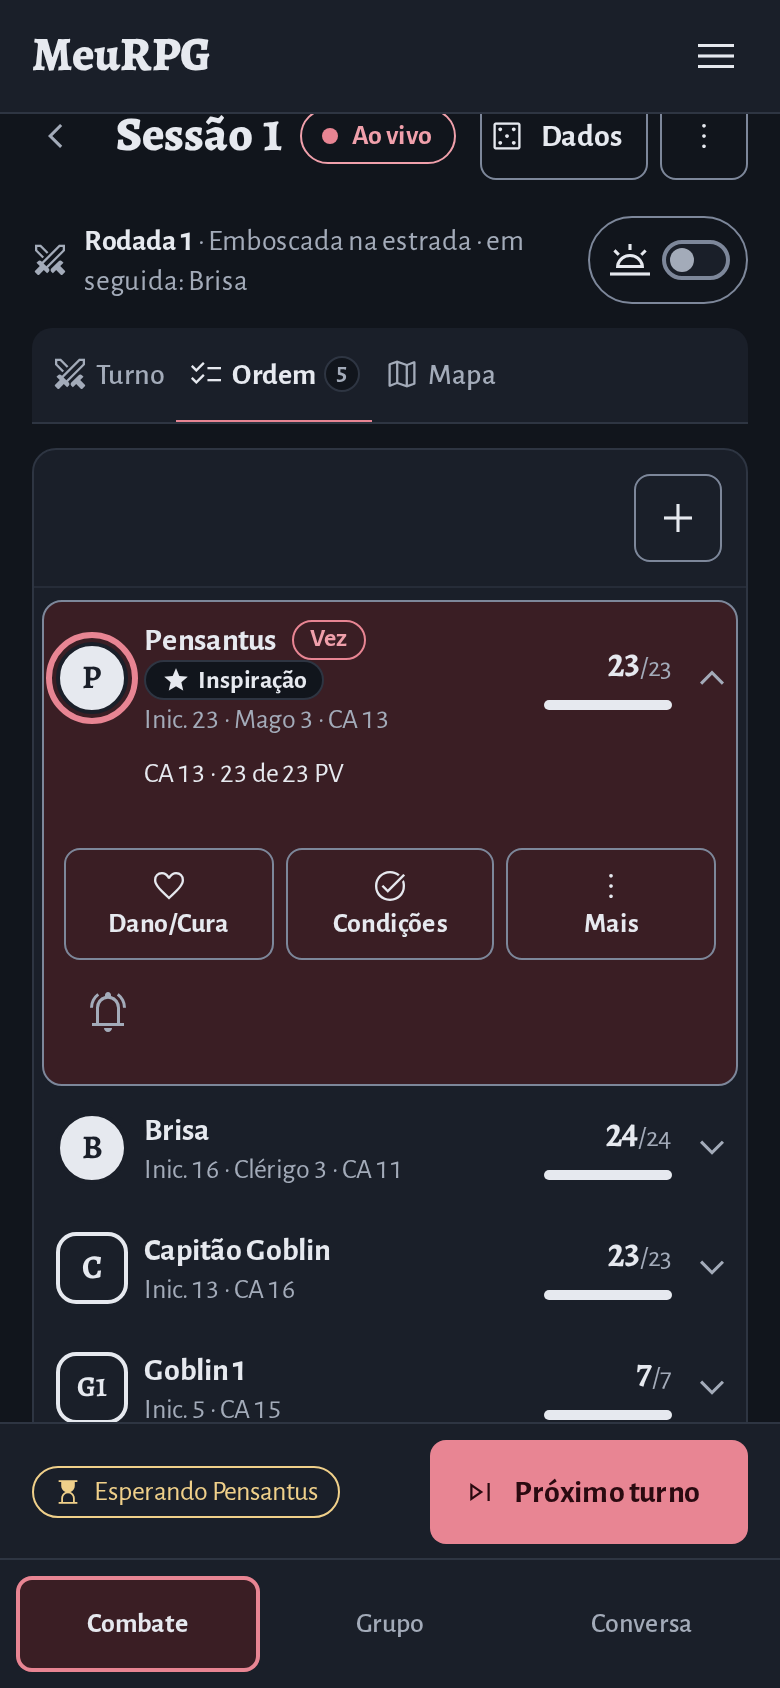 MeuRPG
Sessão 1
Ao vivo
Dados
Rodada 1 · Emboscada na estrada · em
seguida: Brisa
Turno
Ordem 5
Mapa
P
Pensantus
Vez
Inspiração
Inic. 23 · Mago 3 · CA 13
23/23
CA 13 · 23 de 23 PV
Dano/Cura
Condições
Mais
B
Brisa
Inic. 16 · Clérigo 3 · CA 11
24/24
C
Capitão Goblin
Inic. 13 · CA 16
23/23
G1
Goblin 1
Inic. 5 · CA 15
7/7
Esperando Pensantus
Próximo turno
Combate
Grupo
Conversa